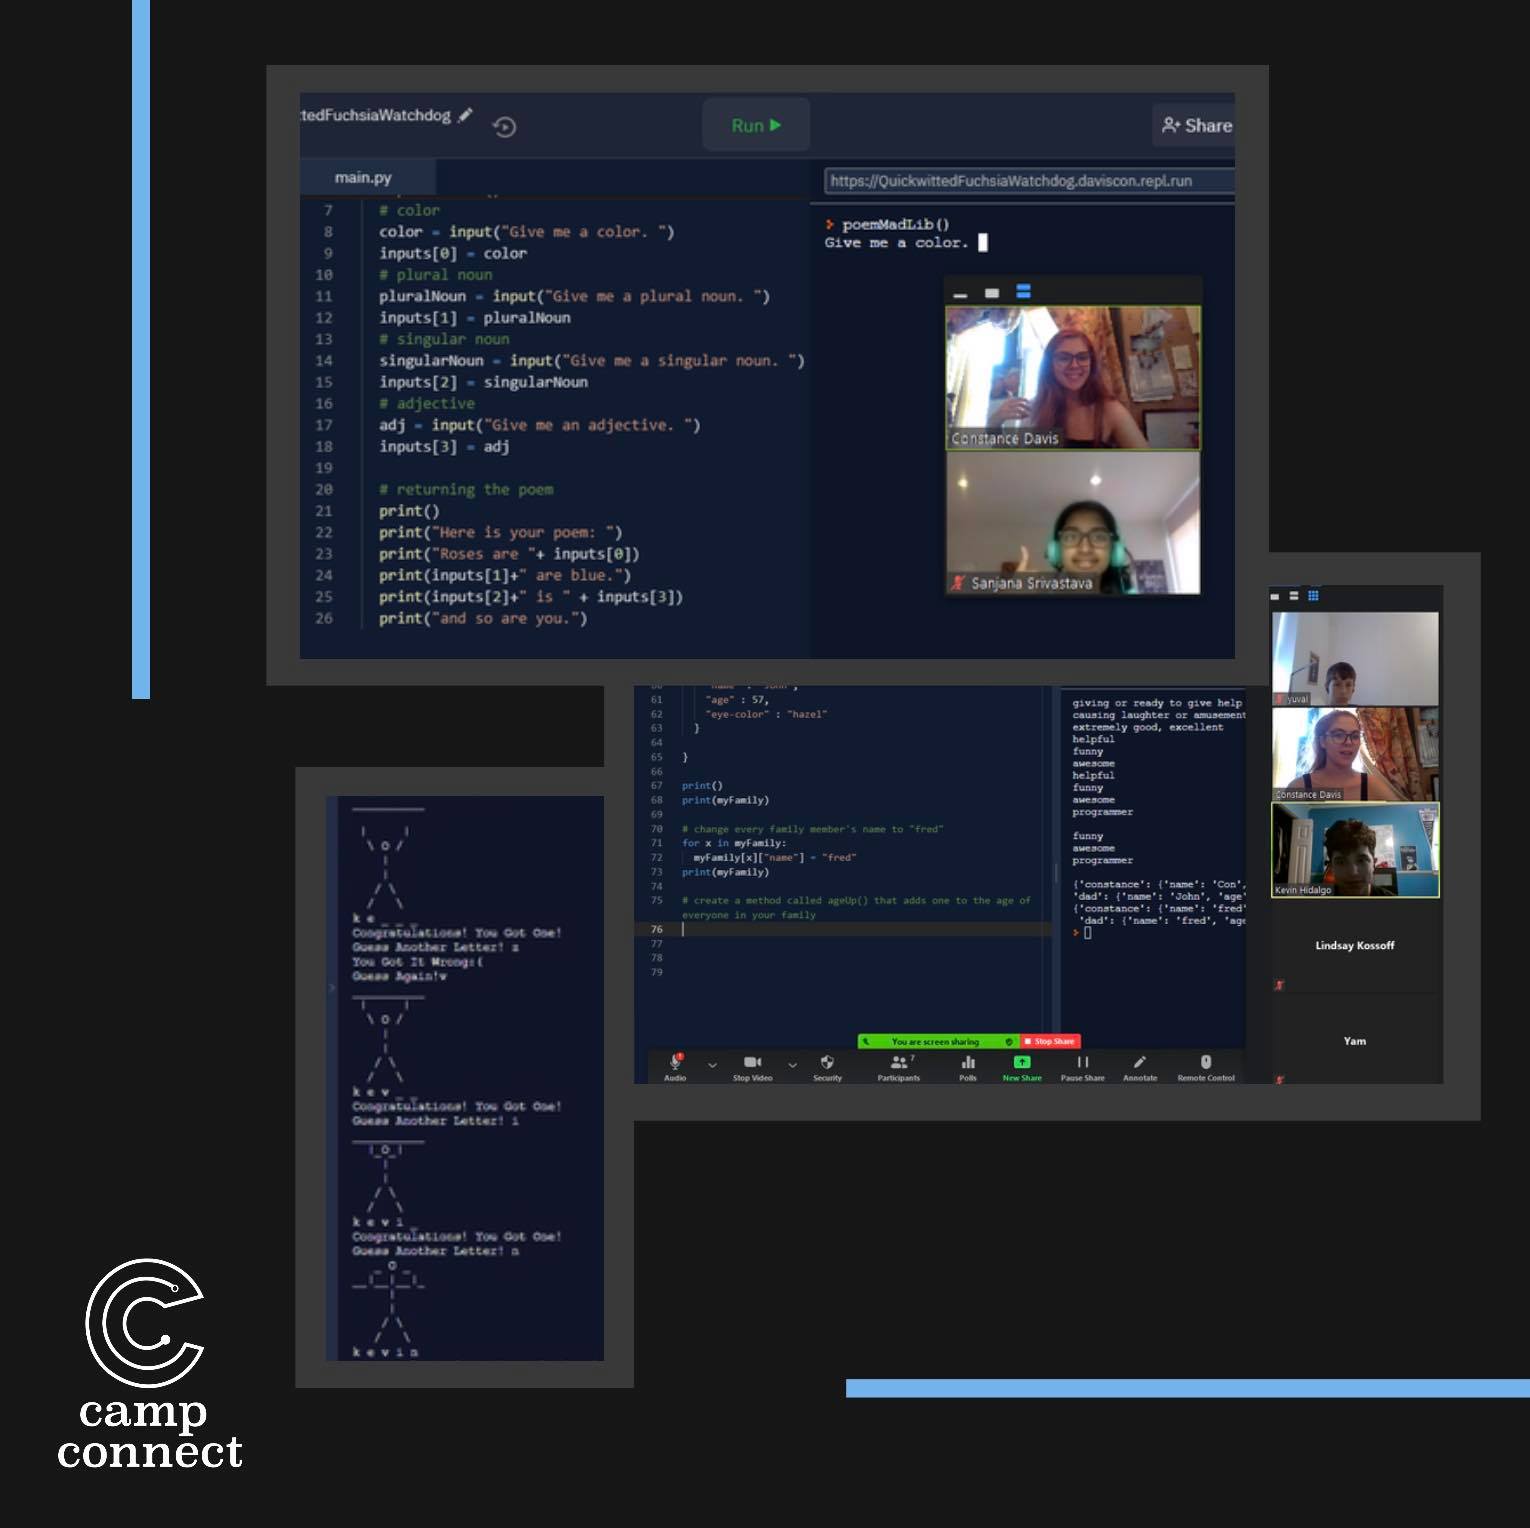 tedFuchsiaWatchdog
Run
Share
main.py
https://QuickwittedFuchsiaWatchdog.daviscon.repl.run
7 # color
8 color = input("Give me a color. ")
9 inputs[0] = color
10 # plural noun
11 pluralNoun = input("Give me a plural noun. ")
12 inputs[1] = pluralNoun
13 # singular noun
14 singularNoun = input("Give me a singular noun. ")
15 inputs[2] = singularNoun
16 # adjective
17 adj = input("Give me an adjective. ")
18 inputs[3] = adj
19
20 # returning the poem
21 print()
22 print("Here is your poem: ")
23 print("Roses are "+ inputs[0])
24 print(inputs[1]+" are blue.")
25 print(inputs[2]+" is " + inputs[3])
26 print("and so are you.")
poemMadLib()
Give me a color.
Constance Davis
Sanjana Srivastava
61 "age" : 57,
62 "eye-color" : "hazel"
63 }
64
65 }
66
67 print()
68 print(myFamily)
69
70 # change every family member's name to "fred"
71 for x in myFamily:
72 myFamily[x]["name"] = "fred"
73 print(myFamily)
74
75 # create a method called ageUp() that adds one to the age of
everyone in your family
76
77
78
79
giving or ready to give help
causing laughter or amusement
extremely good, excellent
helpful
funny
awesome
helpful
funny
awesome
programmer
funny
awesome
programmer
{'constance': {'name': 'Con',
'dad': {'name': 'John', 'age'
{'constance': {'name': 'fred'
'dad': {'name': 'fred', 'age
You are screen sharing
Stop Share
Audio
Stop Video
Security
Participants
7
Polls
New Share
Pause Share
Annotate
Remote Control
yuval
Constance Davis
Kevin Hidalgo
Lindsay Kossoff
Yam
k e _ _ _
Congratulations! You Got One!
Guess Another Letter! z
You Got It Wrong:(
Guess Again!v
k e v _ _
Congratulations! You Got One!
Guess Another Letter! i
k e v i _
Congratulations! You Got One!
Guess Another Letter! n
k e v i n
camp
connect